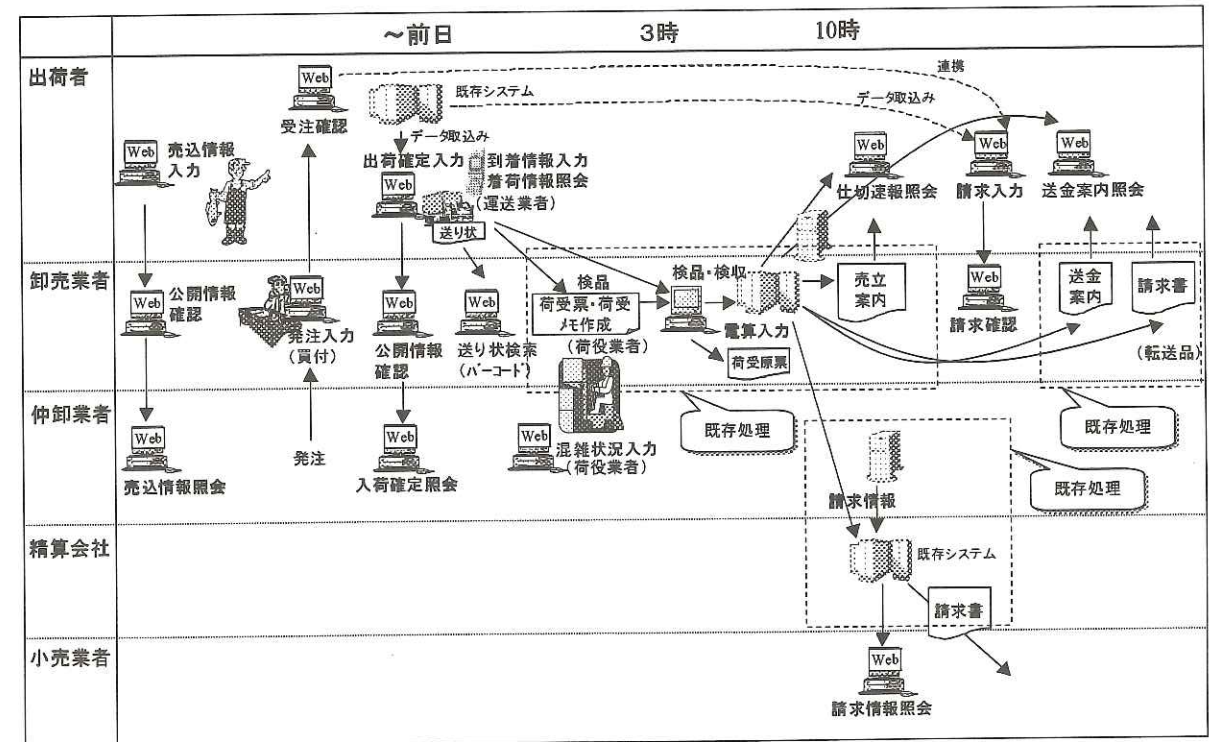 ～前日
3時
10時
出荷者
Web
受注確認
既存システム
連携
データ取込み
データ取込み
Web
売込情報
入力
出荷確定入力
Web
到着情報入力
着荷情報照会
(運送業者)
送り状
Web
仕切速報照会
Web
請求入力
Web
送金案内照会
卸売業者
Web
公開情報
確認
Web
発注入力
(買付)
Web
公開情報
確認
Web
送り状検索
(バーコード)
検品
荷受票・荷受
メモ作成
(荷役業者)
検品・検収
電算入力
荷受原票
売立
案内
Web
請求確認
送金
案内
請求書
(転送品)
仲卸業者
Web
売込情報照会
発注
Web
入荷確定照会
Web
混雑状況入力
(荷役業者)
既存処理
請求情報
既存処理
既存処理
精算会社
既存システム
請求書
小売業者
Web
請求情報照会